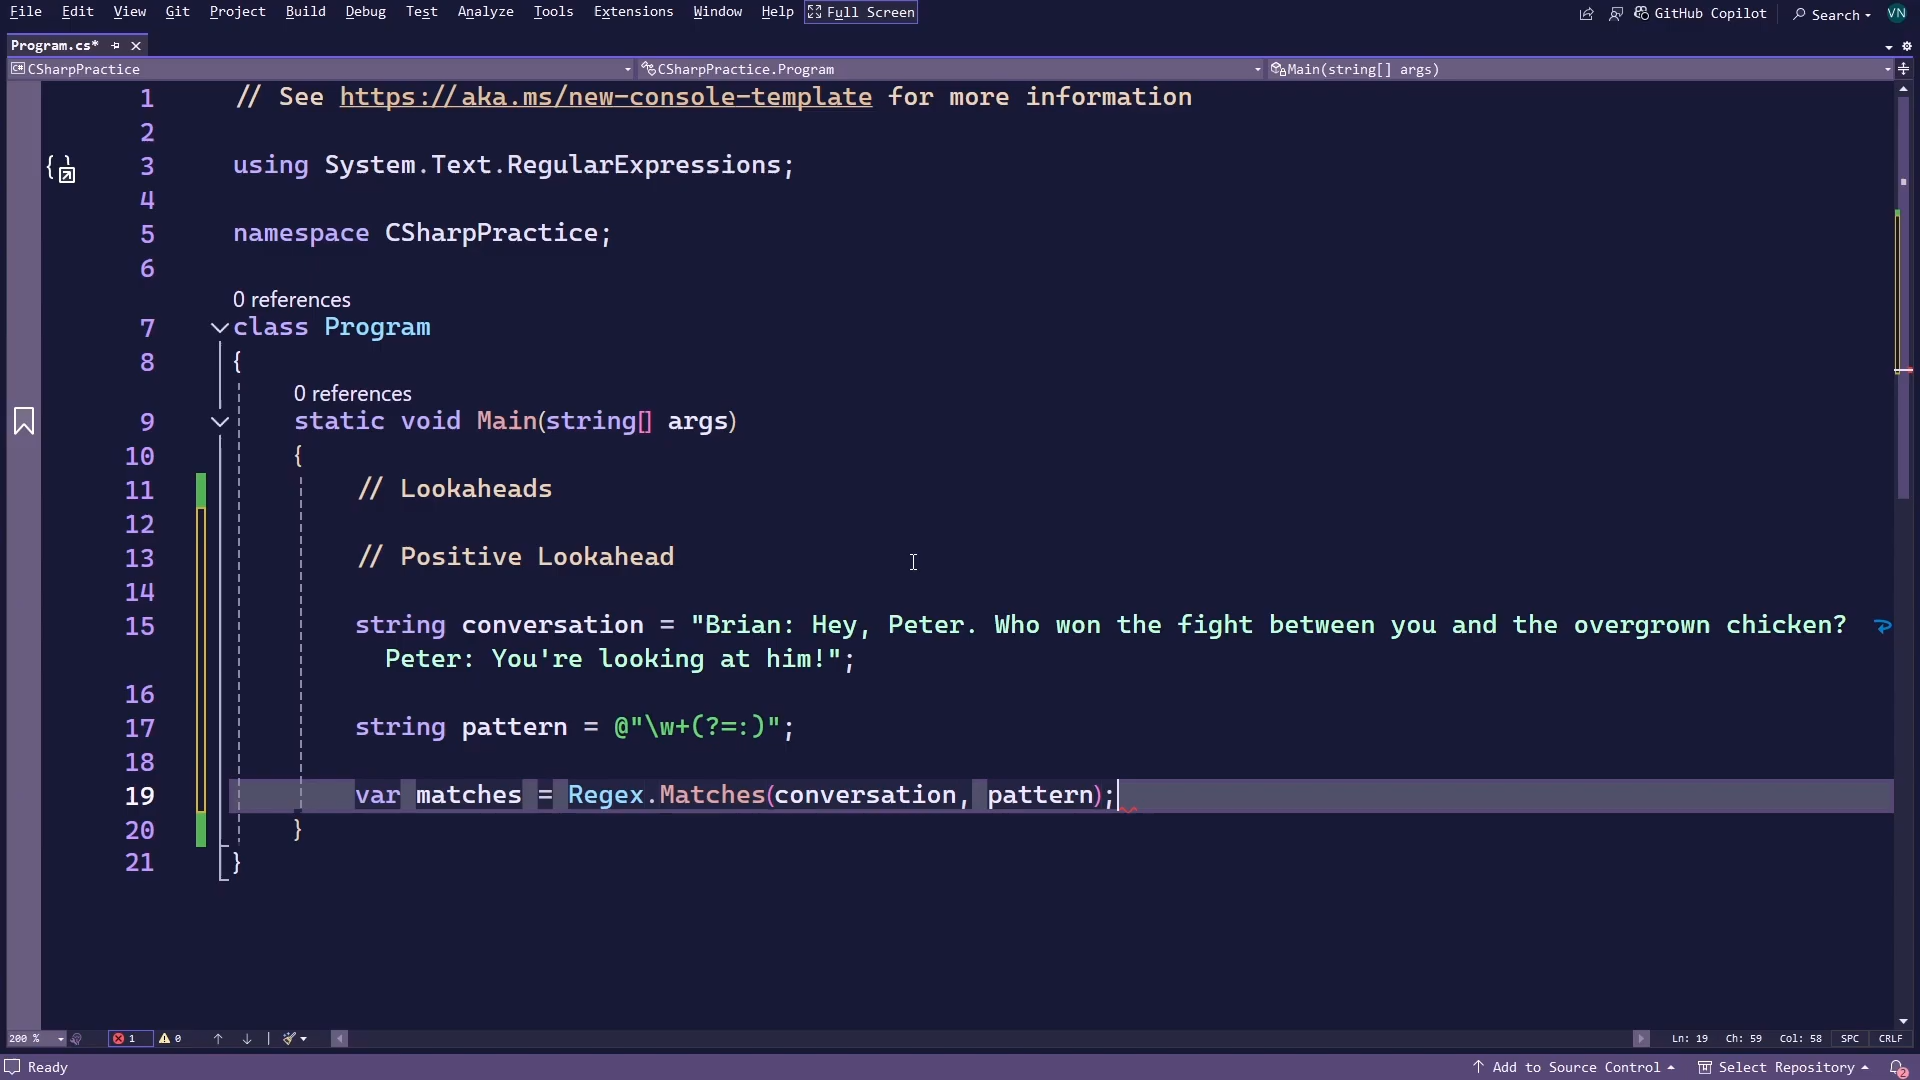 File Edit View Git Project Build Debug Test Analyze Tools Extensions Window Help Full Screen GitHub Copilot Search VN
Program.cs*
CSharpPractice CSharpPractice.Program Main(string[] args)
1 // See https://aka.ms/new-console-template for more information
2
3 using System.Text.RegularExpressions;
4
5 namespace CSharpPractice;
6
0 references
7 class Program
8 {
0 references
9 static void Main(string[] args)
10 {
11 // Lookaheads
12
13 // Positive Lookahead
14
15 string conversation = "Brian: Hey, Peter. Who won the fight between you and the overgrown chicken?
Peter: You're looking at him!";
16
17 string pattern = @"\w+(?=:)";
18
19 var matches = Regex.Matches(conversation, pattern);
20 }
21 }
200 % 1 0 Ln: 19 Ch: 59 Col: 58 SPC CRLF
Ready Add to Source Control Select Repository 2